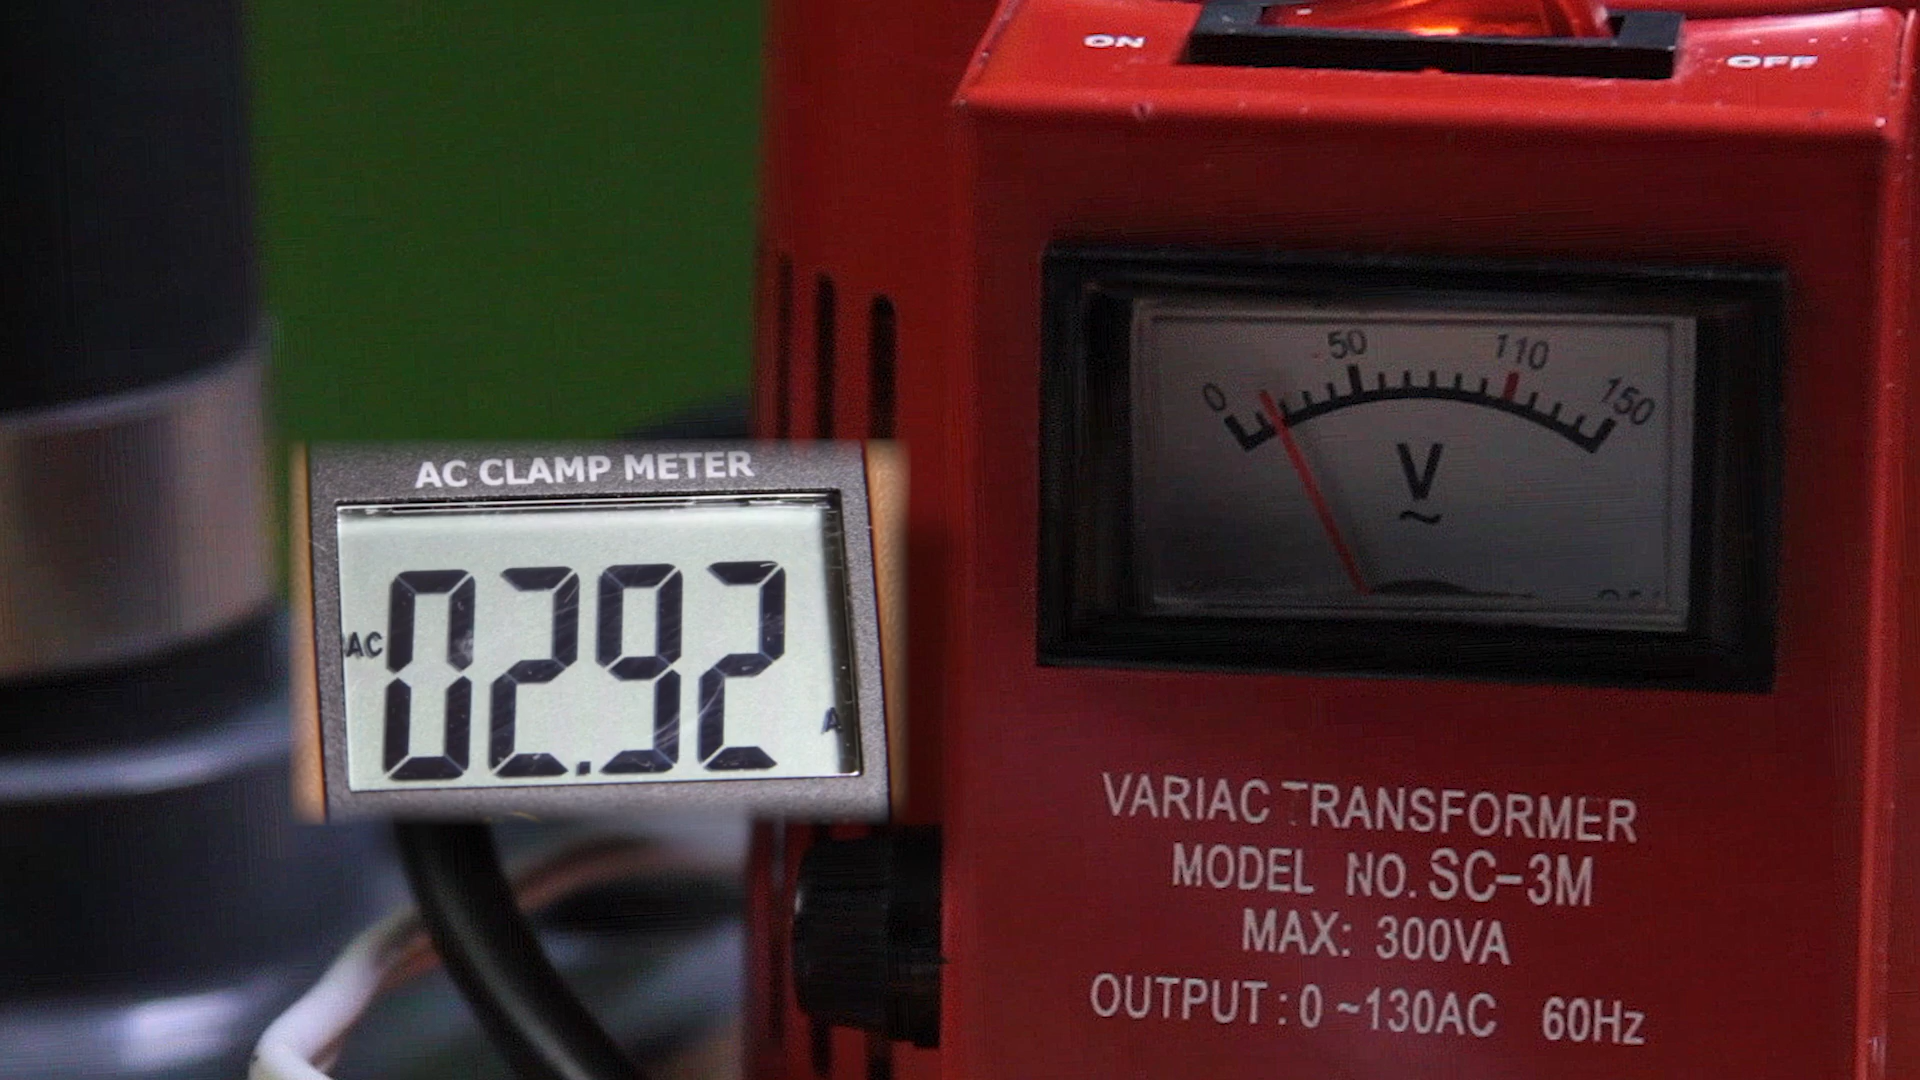 ON
OFF
AC CLAMP METER
AC 02.92 A
0 50 110 150
V
~
VARIAC TRANSFORMER
MODEL NO. SC-3M
MAX: 300VA
OUTPUT: 0 ~130AC 60Hz